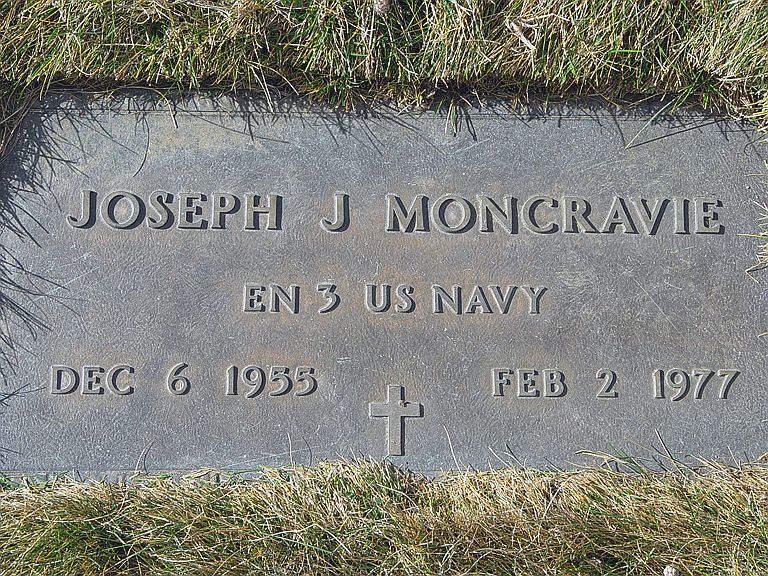 JOSEPH J MONCRAVIE
EN 3 US NAVY
DEC 6 1955 FEB 2 1977